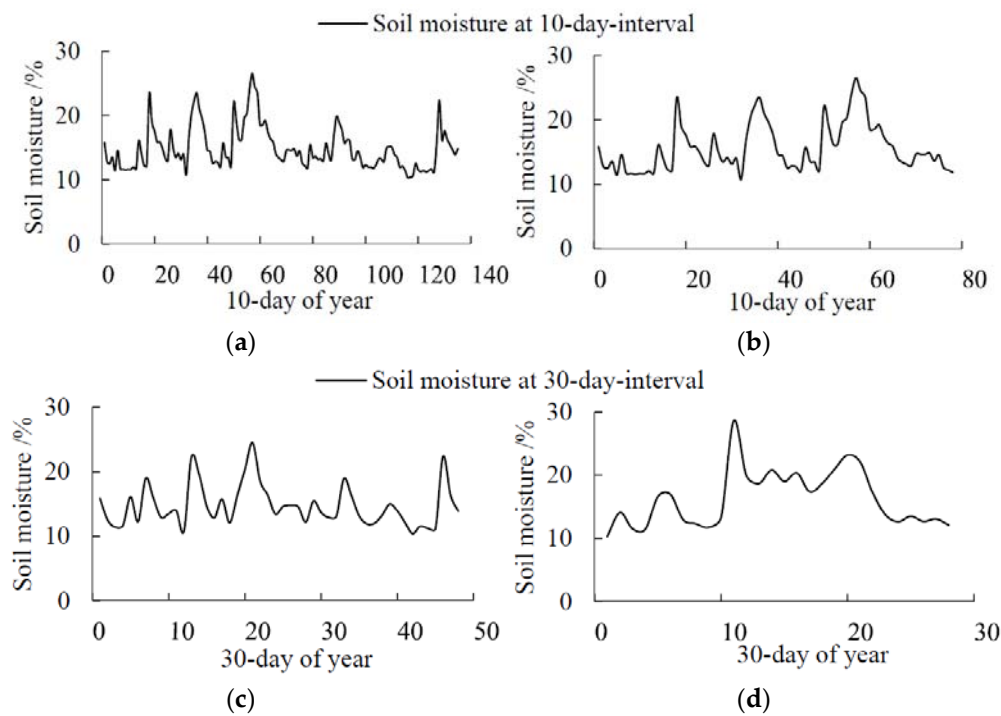 Soil moisture at 10-day-interval
30
20
10
0
Soil moisture /%
0 20 40 60 80 100 120 140
10-day of year
(a)
30
20
10
0
Soil moisture /%
0 20 40 60 80
10-day of year
(b)
Soil moisture at 30-day-interval
30
20
10
0
Soil moisture /%
0 10 20 30 40 50
30-day of year
(c)
30
20
10
0
Soil moisture /%
0 10 20 30
30-day of year
(d)